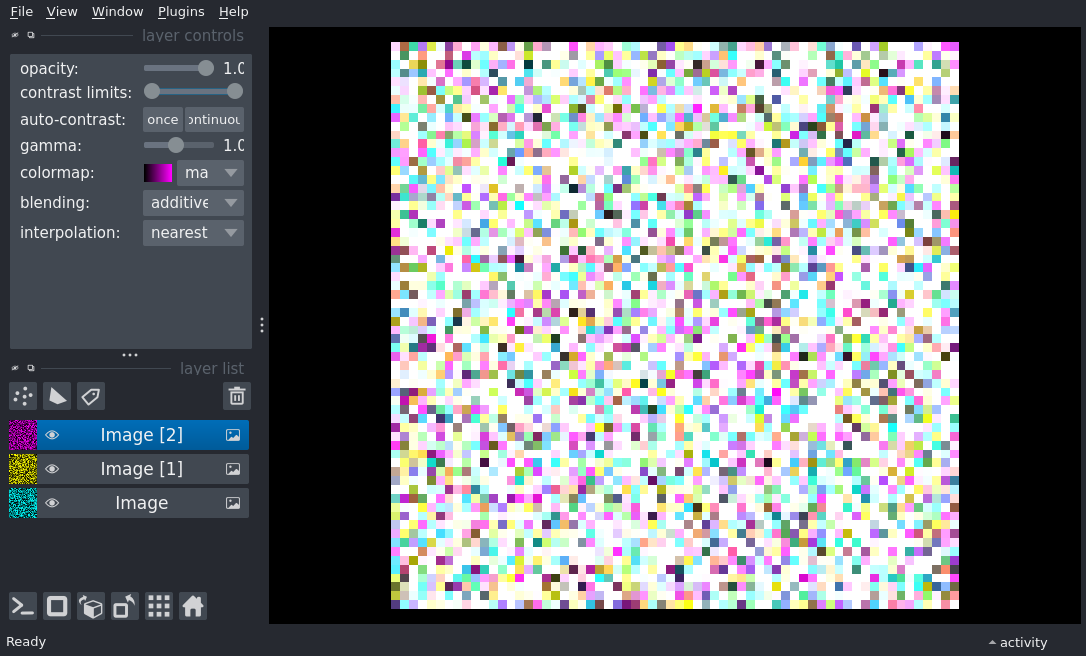 File View Window Plugins Help
layer controls
opacity: 1.0
contrast limits:
auto-contrast: once ontinuou
gamma: 1.0
colormap: ma
blending: additive
interpolation: nearest
layer list
Image [2]
Image [1]
Image
Ready activity